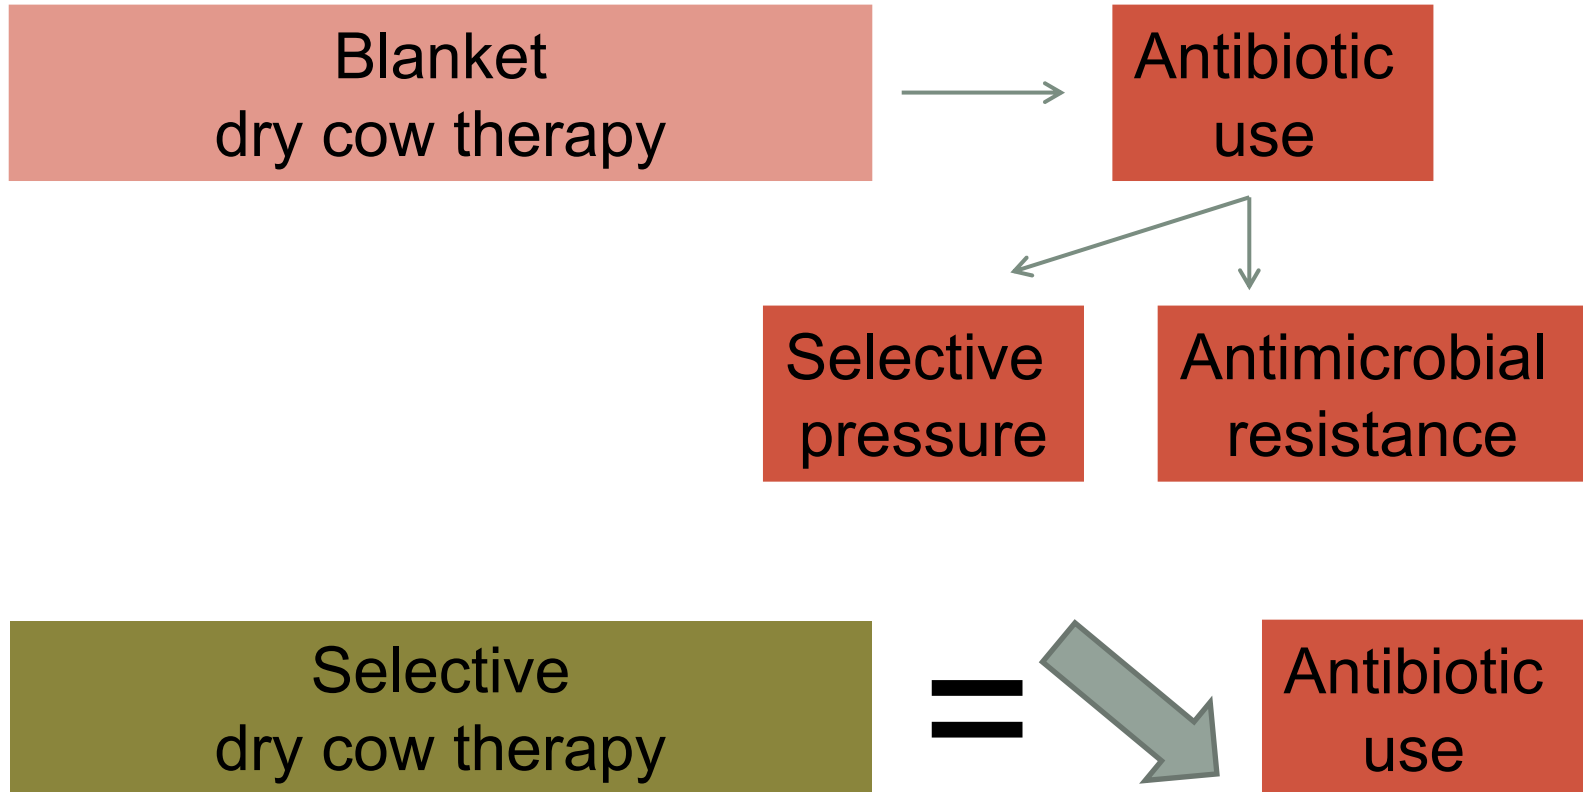 Blanket
dry cow therapy
Antibiotic
use
Selective
pressure
Antimicrobial
resistance
Selective
dry cow therapy
=
Antibiotic
use